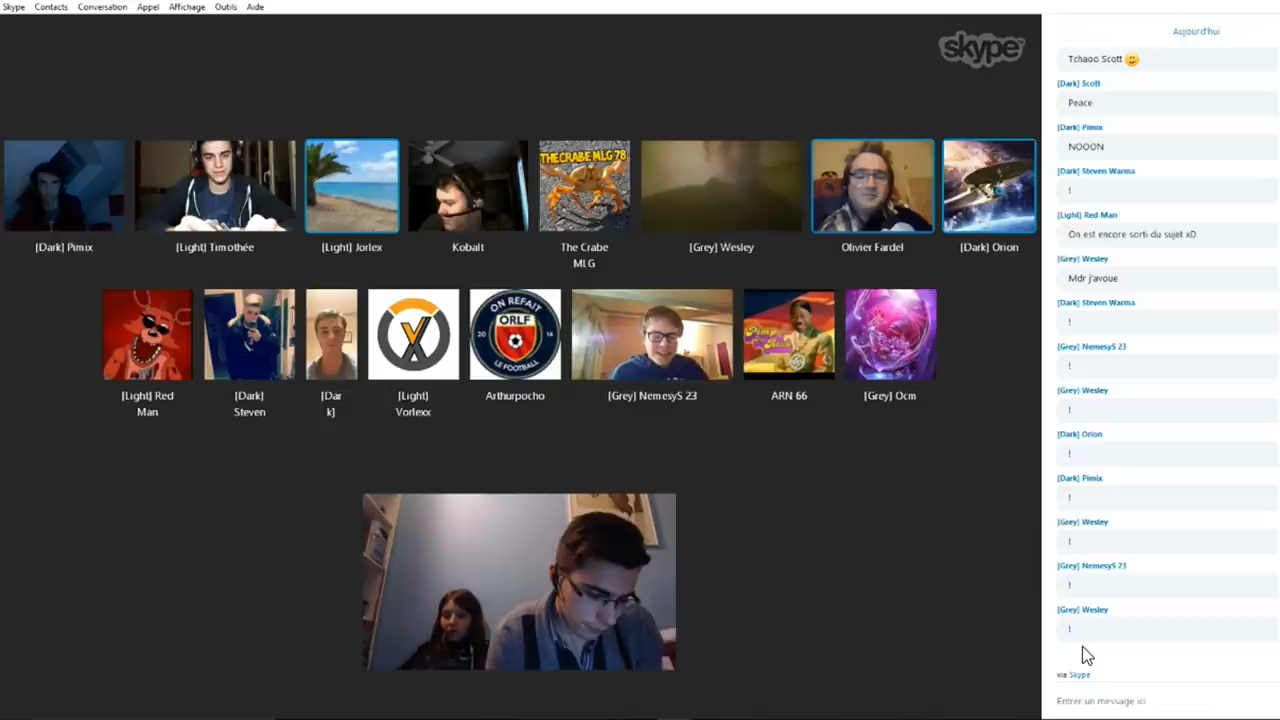 Skype Contacts Conversation Appel Affichage Outils Aide
skype
Aujourd'hui
Tchaoo Scott
[Dark] Scott
Peace
[Dark] Pimix
NOOON
[Dark] Steven Warma
!
[Light] Red Man
On est encore sorti du sujet xD
[Grey] Wesley
Mdr j'avoue
[Dark] Steven Warma
!
[Grey] NemesyS 23
!
[Grey] Wesley
!
[Dark] Orion
!
[Dark] Pimix
!
[Grey] Wesley
!
[Grey] NemesyS 23
!
[Grey] Wesley
!
via Skype
Entrer un message ici
THECRABE MLG 78
[Dark] Pimix
[Light] Timothée
[Light] Jorlex
Kobalt
The Crabe
MLG
[Grey] Wesley
Olivier Fardel
[Dark] Orion
ON REFAIT
20 ORLF 14
LE FOOTBALL
[Light] Red
Man
[Dark]
Steven
[Dar
k]
[Light]
Vorlexx
Arthurpocho
[Grey] NemesyS 23
ARN 66
[Grey] Ocm